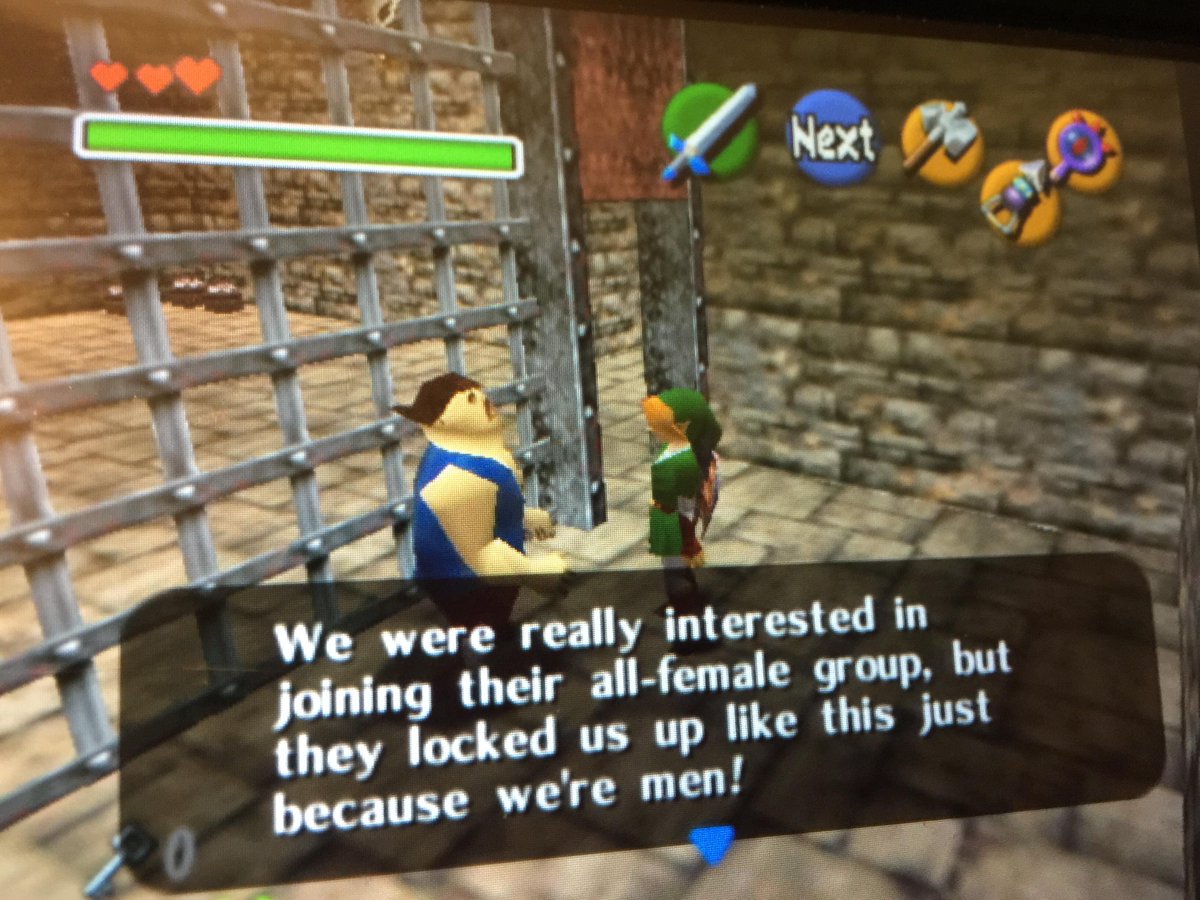 Next
We were really interested in
joining their all-female group, but
they locked us up like this just
because we're men!
0